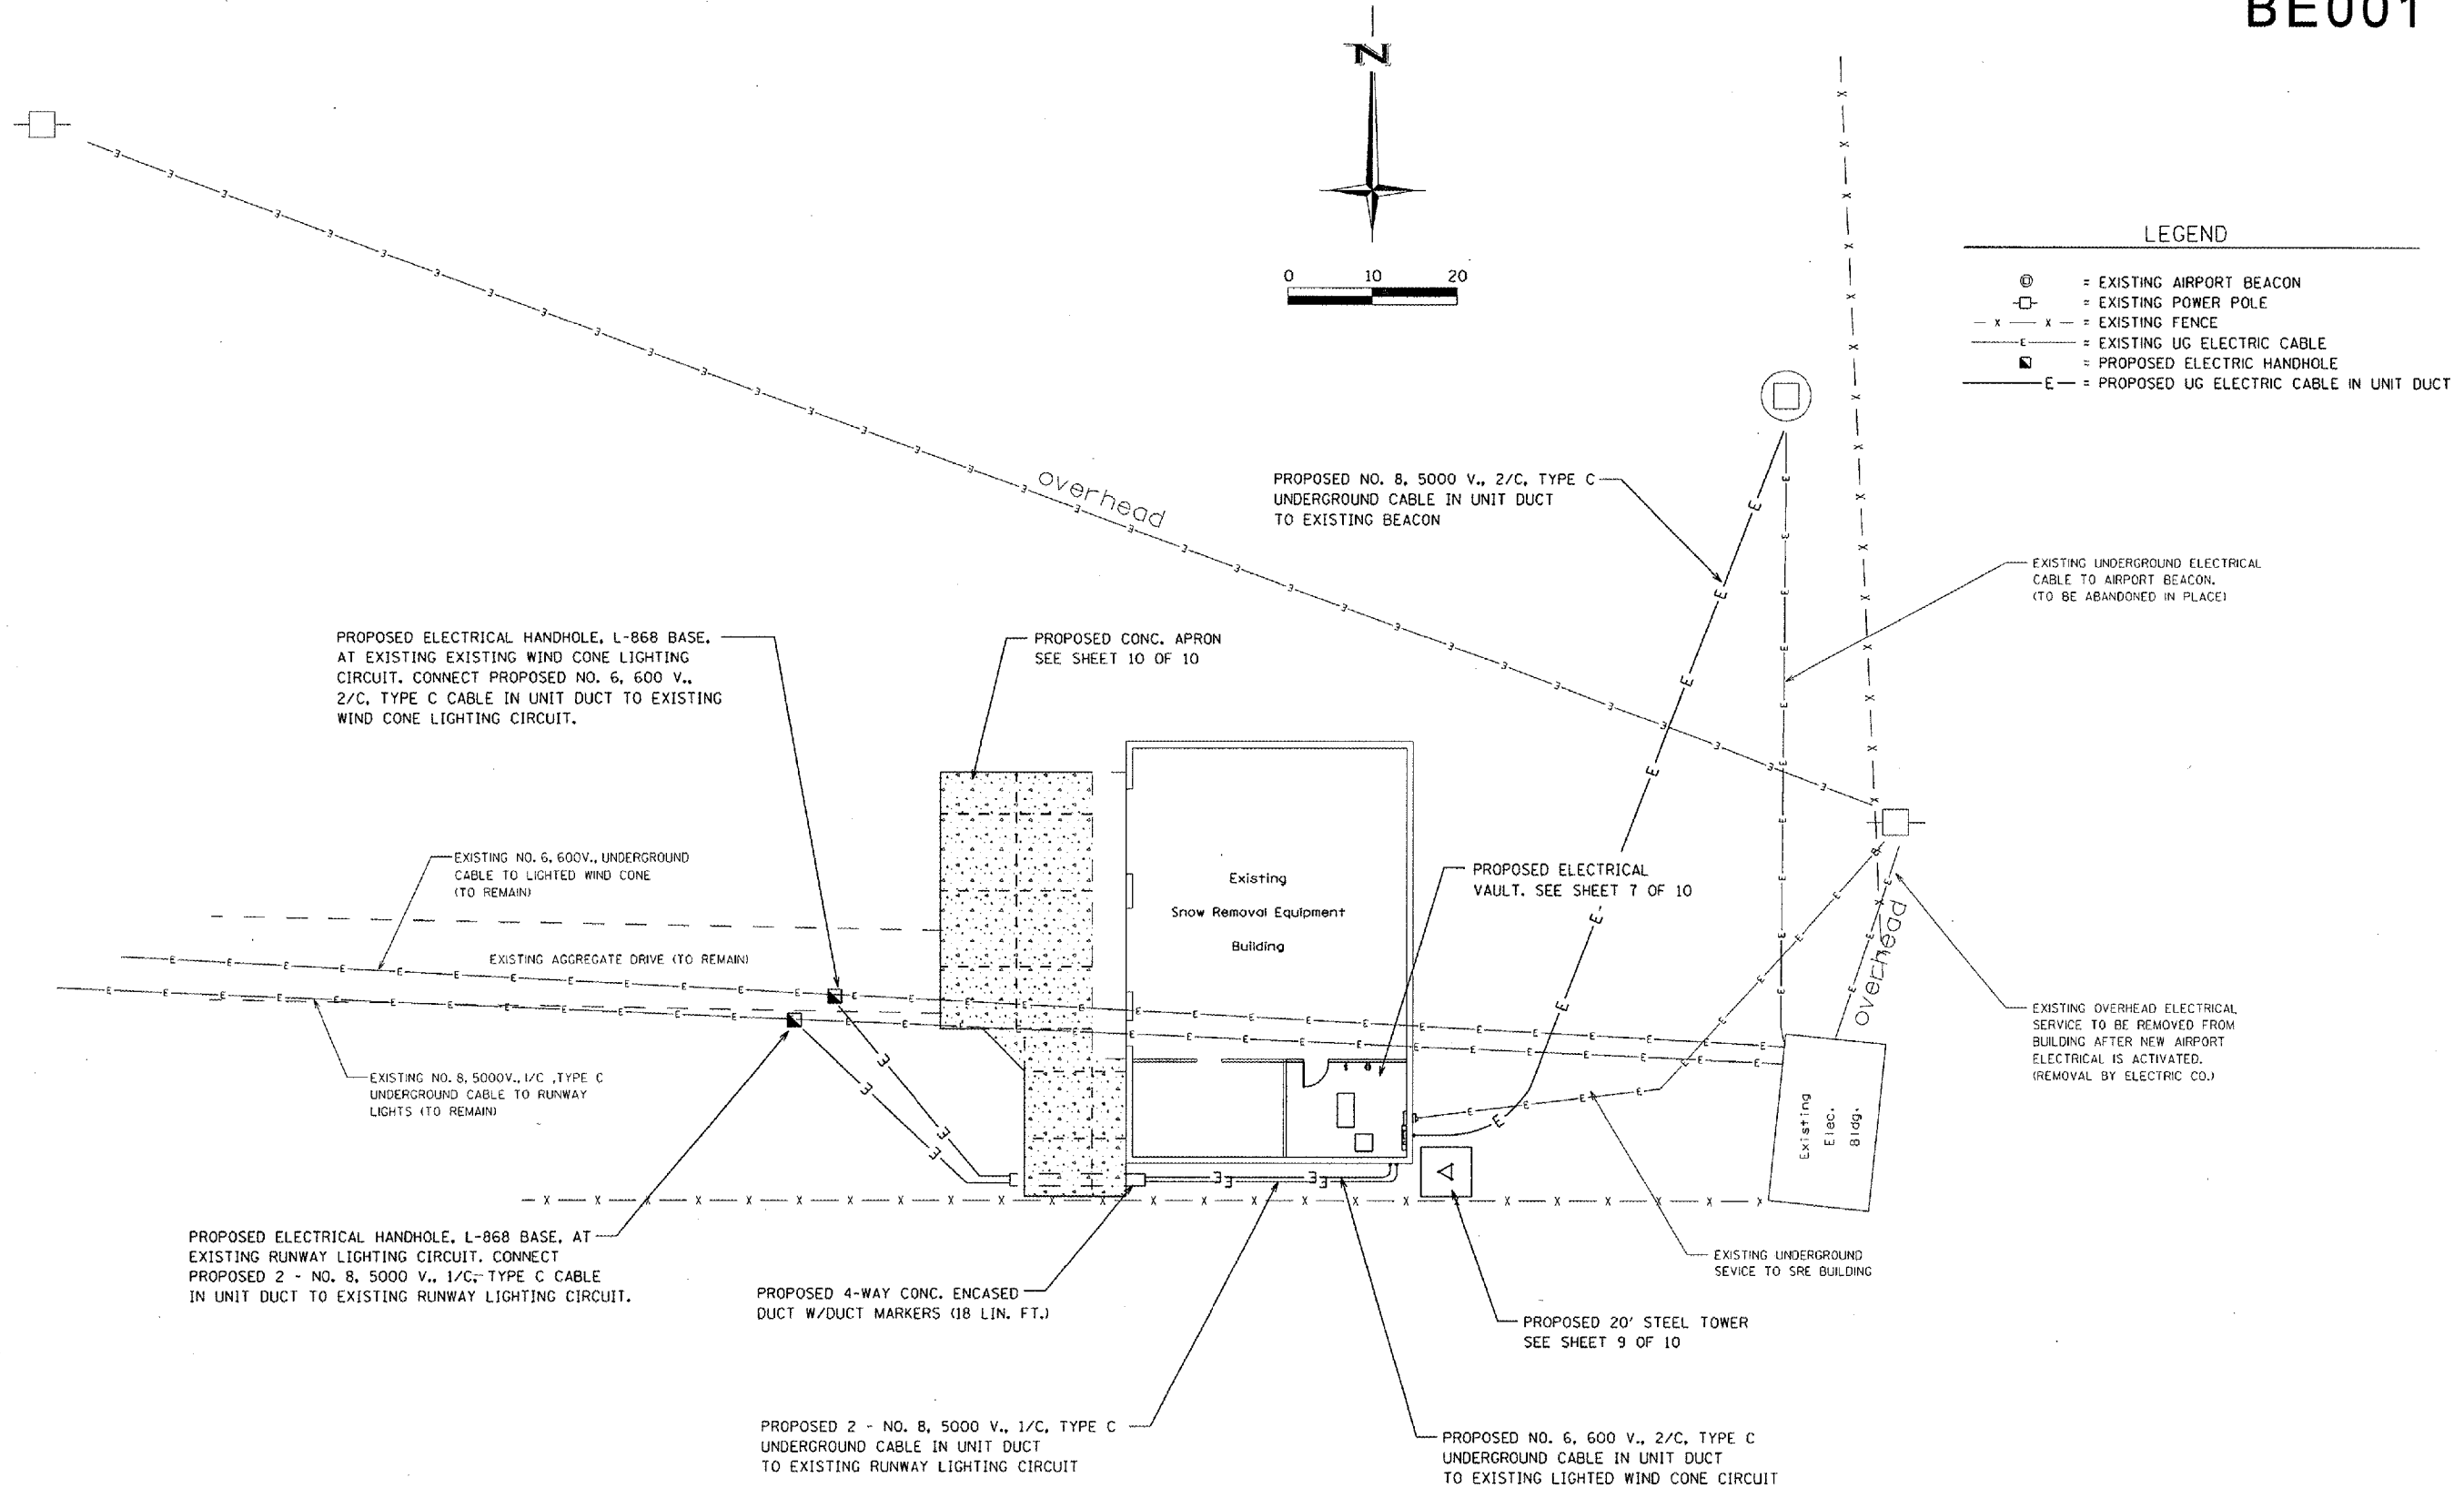 BE001
N
0 10 20
LEGEND
= EXISTING AIRPORT BEACON
= EXISTING POWER POLE
— X — X — = EXISTING FENCE
—E— = EXISTING UG ELECTRIC CABLE
= PROPOSED ELECTRIC HANDHOLE
—E— = PROPOSED UG ELECTRIC CABLE IN UNIT DUCT
overhead
PROPOSED NO. 8, 5000 V., 2/C, TYPE C
UNDERGROUND CABLE IN UNIT DUCT
TO EXISTING BEACON
EXISTING UNDERGROUND ELECTRICAL
CABLE TO AIRPORT BEACON.
(TO BE ABANDONED IN PLACE)
PROPOSED ELECTRICAL HANDHOLE, L-868 BASE.
AT EXISTING EXISTING WIND CONE LIGHTING
CIRCUIT. CONNECT PROPOSED NO. 6, 600 V.,
2/C, TYPE C CABLE IN UNIT DUCT TO EXISTING
WIND CONE LIGHTING CIRCUIT.
PROPOSED CONC. APRON
SEE SHEET 10 OF 10
EXISTING NO. 6, 600V., UNDERGROUND
CABLE TO LIGHTED WIND CONE
(TO REMAIN)
Existing
Snow Removal Equipment
Building
PROPOSED ELECTRICAL
VAULT. SEE SHEET 7 OF 10
EXISTING AGGREGATE DRIVE (TO REMAIN)
overhead
EXISTING OVERHEAD ELECTRICAL
SERVICE TO BE REMOVED FROM
BUILDING AFTER NEW AIRPORT
ELECTRICAL IS ACTIVATED.
(REMOVAL BY ELECTRIC CO.)
EXISTING NO. 8, 5000V., 1/C ,TYPE C
UNDERGROUND CABLE TO RUNWAY
LIGHTS (TO REMAIN)
Existing
Elec.
Bldg.
PROPOSED ELECTRICAL HANDHOLE, L-868 BASE, AT
EXISTING RUNWAY LIGHTING CIRCUIT. CONNECT
PROPOSED 2 - NO. 8, 5000 V., 1/C, TYPE C CABLE
IN UNIT DUCT TO EXISTING RUNWAY LIGHTING CIRCUIT.
EXISTING UNDERGROUND
SEVICE TO SRE BUILDING
PROPOSED 4-WAY CONC. ENCASED
DUCT W/DUCT MARKERS (18 LIN. FT.)
PROPOSED 20' STEEL TOWER
SEE SHEET 9 OF 10
PROPOSED 2 - NO. 8, 5000 V., 1/C, TYPE C
UNDERGROUND CABLE IN UNIT DUCT
TO EXISTING RUNWAY LIGHTING CIRCUIT
PROPOSED NO. 6, 600 V., 2/C, TYPE C
UNDERGROUND CABLE IN UNIT DUCT
TO EXISTING LIGHTED WIND CONE CIRCUIT